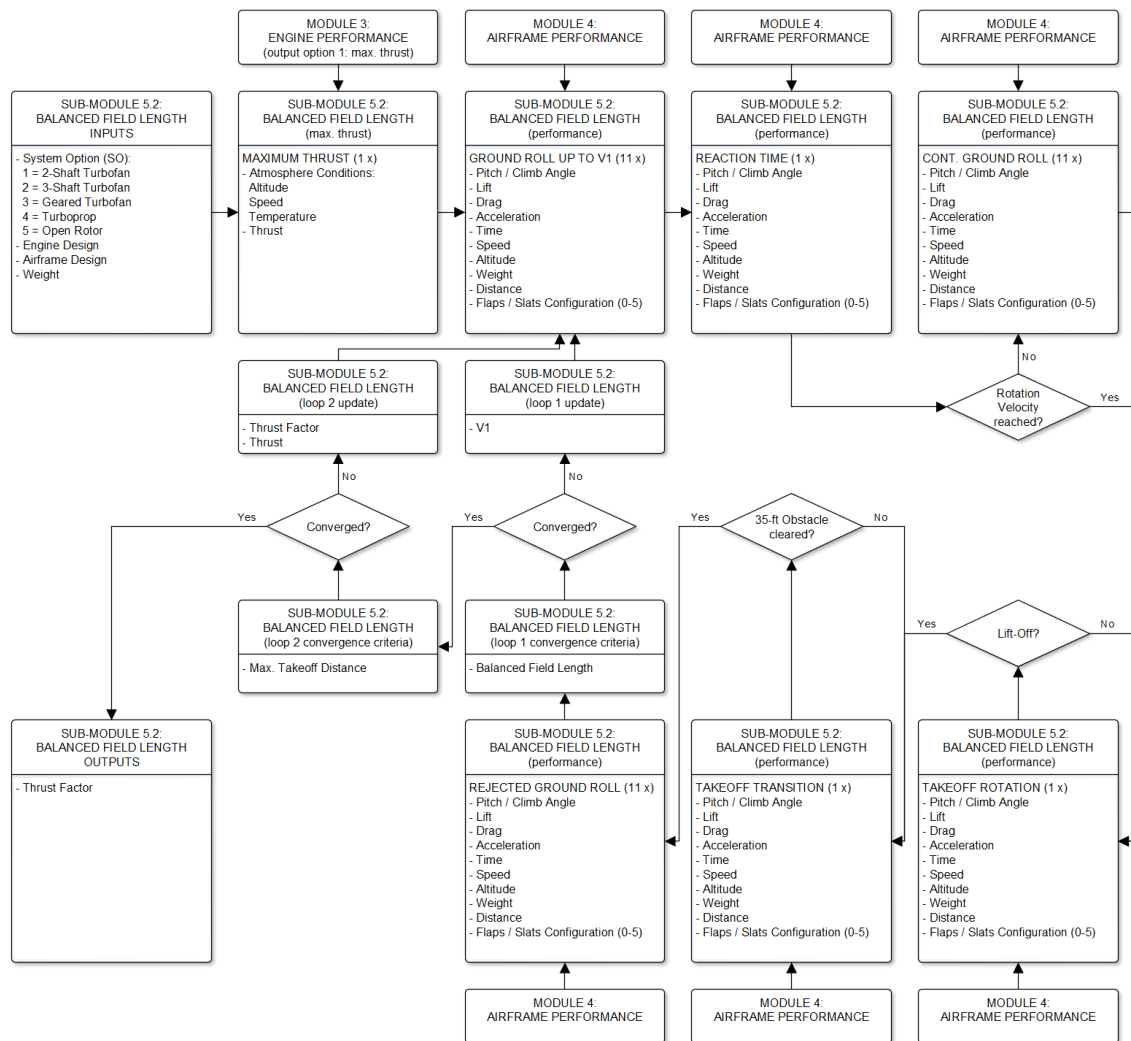 MODULE 3:
ENGINE PERFORMANCE
(output option 1: max. thrust)
MODULE 4:
AIRFRAME PERFORMANCE
MODULE 4:
AIRFRAME PERFORMANCE
MODULE 4:
AIRFRAME PERFORMANCE
SUB-MODULE 5.2:
BALANCED FIELD LENGTH
INPUTS
- System Option (SO):
1 = 2-Shaft Turbofan
2 = 3-Shaft Turbofan
3 = Geared Turbofan
4 = Turboprop
5 = Open Rotor
- Engine Design
- Airframe Design
- Weight
SUB-MODULE 5.2:
BALANCED FIELD LENGTH
(max. thrust)
MAXIMUM THRUST (1 x)
- Atmosphere Conditions:
Altitude
Speed
Temperature
- Thrust
SUB-MODULE 5.2:
BALANCED FIELD LENGTH
(performance)
GROUND ROLL UP TO V1 (11 x)
- Pitch / Climb Angle
- Lift
- Drag
- Acceleration
- Time
- Speed
- Altitude
- Weight
- Distance
- Flaps / Slats Configuration (0-5)
SUB-MODULE 5.2:
BALANCED FIELD LENGTH
(performance)
REACTION TIME (1 x)
- Pitch / Climb Angle
- Lift
- Drag
- Acceleration
- Time
- Speed
- Altitude
- Weight
- Distance
- Flaps / Slats Configuration (0-5)
SUB-MODULE 5.2:
BALANCED FIELD LENGTH
(performance)
CONT. GROUND ROLL (11 x)
- Pitch / Climb Angle
- Lift
- Drag
- Acceleration
- Time
- Speed
- Altitude
- Weight
- Distance
- Flaps / Slats Configuration (0-5)
SUB-MODULE 5.2:
BALANCED FIELD LENGTH
(loop 2 update)
- Thrust Factor
- Thrust
SUB-MODULE 5.2:
BALANCED FIELD LENGTH
(loop 1 update)
- V1
No
Rotation
Velocity
reached?
Yes
No
No
Yes
Converged?
Yes
Converged?
Yes
35-ft Obstacle
cleared?
No
SUB-MODULE 5.2:
BALANCED FIELD LENGTH
(loop 2 convergence criteria)
- Max. Takeoff Distance
SUB-MODULE 5.2:
BALANCED FIELD LENGTH
(loop 1 convergence criteria)
- Balanced Field Length
Yes
Lift-Off?
No
SUB-MODULE 5.2:
BALANCED FIELD LENGTH
OUTPUTS
- Thrust Factor
SUB-MODULE 5.2:
BALANCED FIELD LENGTH
(performance)
REJECTED GROUND ROLL (11 x)
- Pitch / Climb Angle
- Lift
- Drag
- Acceleration
- Time
- Speed
- Altitude
- Weight
- Distance
- Flaps / Slats Configuration (0-5)
SUB-MODULE 5.2:
BALANCED FIELD LENGTH
(performance)
TAKEOFF TRANSITION (1 x)
- Pitch / Climb Angle
- Lift
- Drag
- Acceleration
- Time
- Speed
- Altitude
- Weight
- Distance
- Flaps / Slats Configuration (0-5)
SUB-MODULE 5.2:
BALANCED FIELD LENGTH
(performance)
TAKEOFF ROTATION (1 x)
- Pitch / Climb Angle
- Lift
- Drag
- Acceleration
- Time
- Speed
- Altitude
- Weight
- Distance
- Flaps / Slats Configuration (0-5)
MODULE 4:
AIRFRAME PERFORMANCE
MODULE 4:
AIRFRAME PERFORMANCE
MODULE 4:
AIRFRAME PERFORMANCE